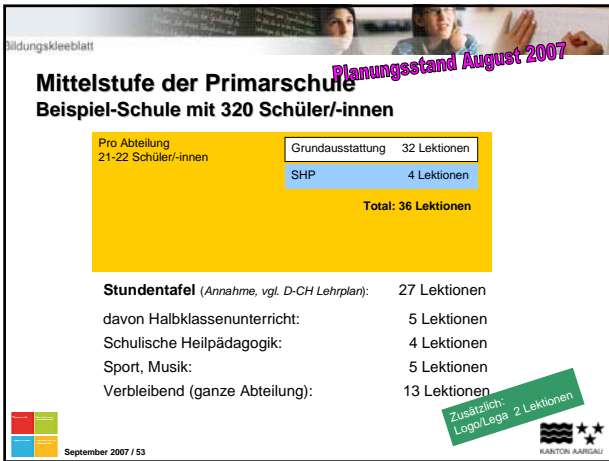 Bildungskleeblatt
Planungsstand August 2007
Mittelstufe der Primarschule
Beispiel-Schule mit 320 Schüler/-innen
Pro Abteilung
21-22 Schüler/-innen
Grundausstattung 32 Lektionen
SHP 4 Lektionen
Total: 36 Lektionen
Stundentafel (Annahme, vgl. D-CH Lehrplan): 27 Lektionen
davon Halbklassenunterricht: 5 Lektionen
Schulische Heilpädagogik: 4 Lektionen
Sport, Musik: 5 Lektionen
Verbleibend (ganze Abteilung): 13 Lektionen
Zusätzlich:
Logo/Lega 2 Lektionen
September 2007 / 53
KANTON AARGAU